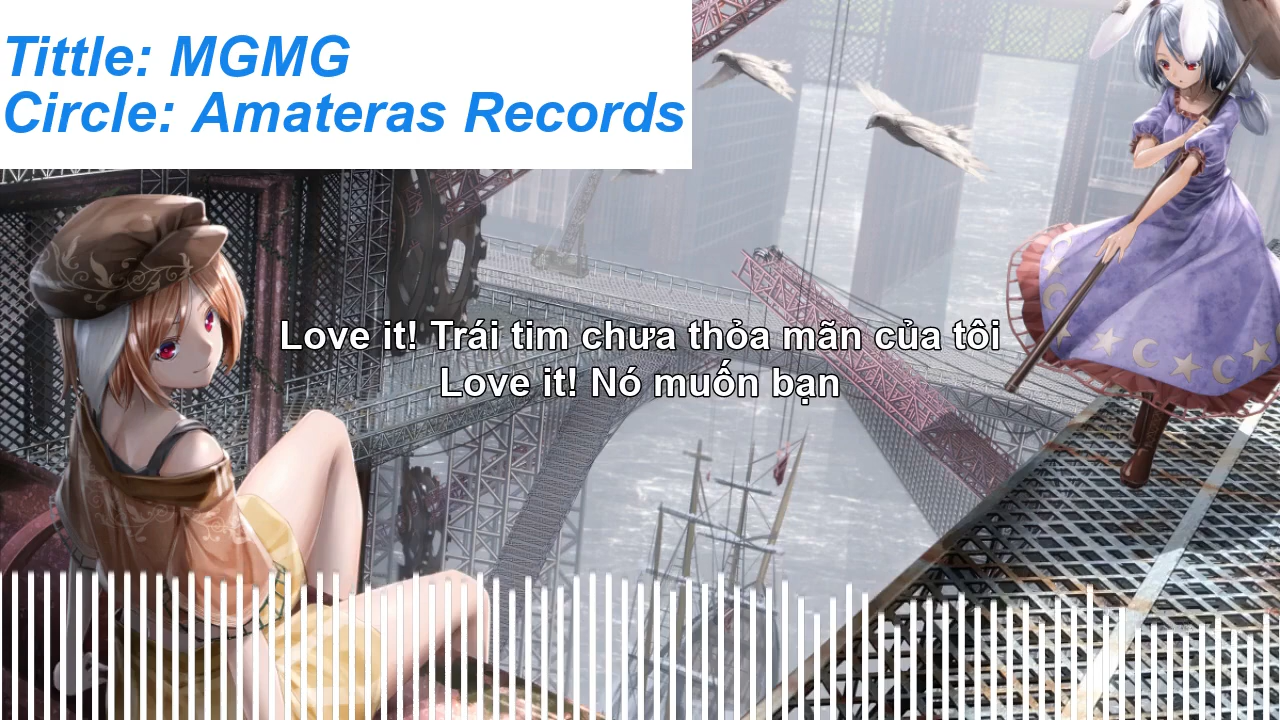 Tittle: MGMG
Circle: Amateras Records
Love it! Trái tim chưa thỏa mãn của tôi
Love it! Nó muốn bạn